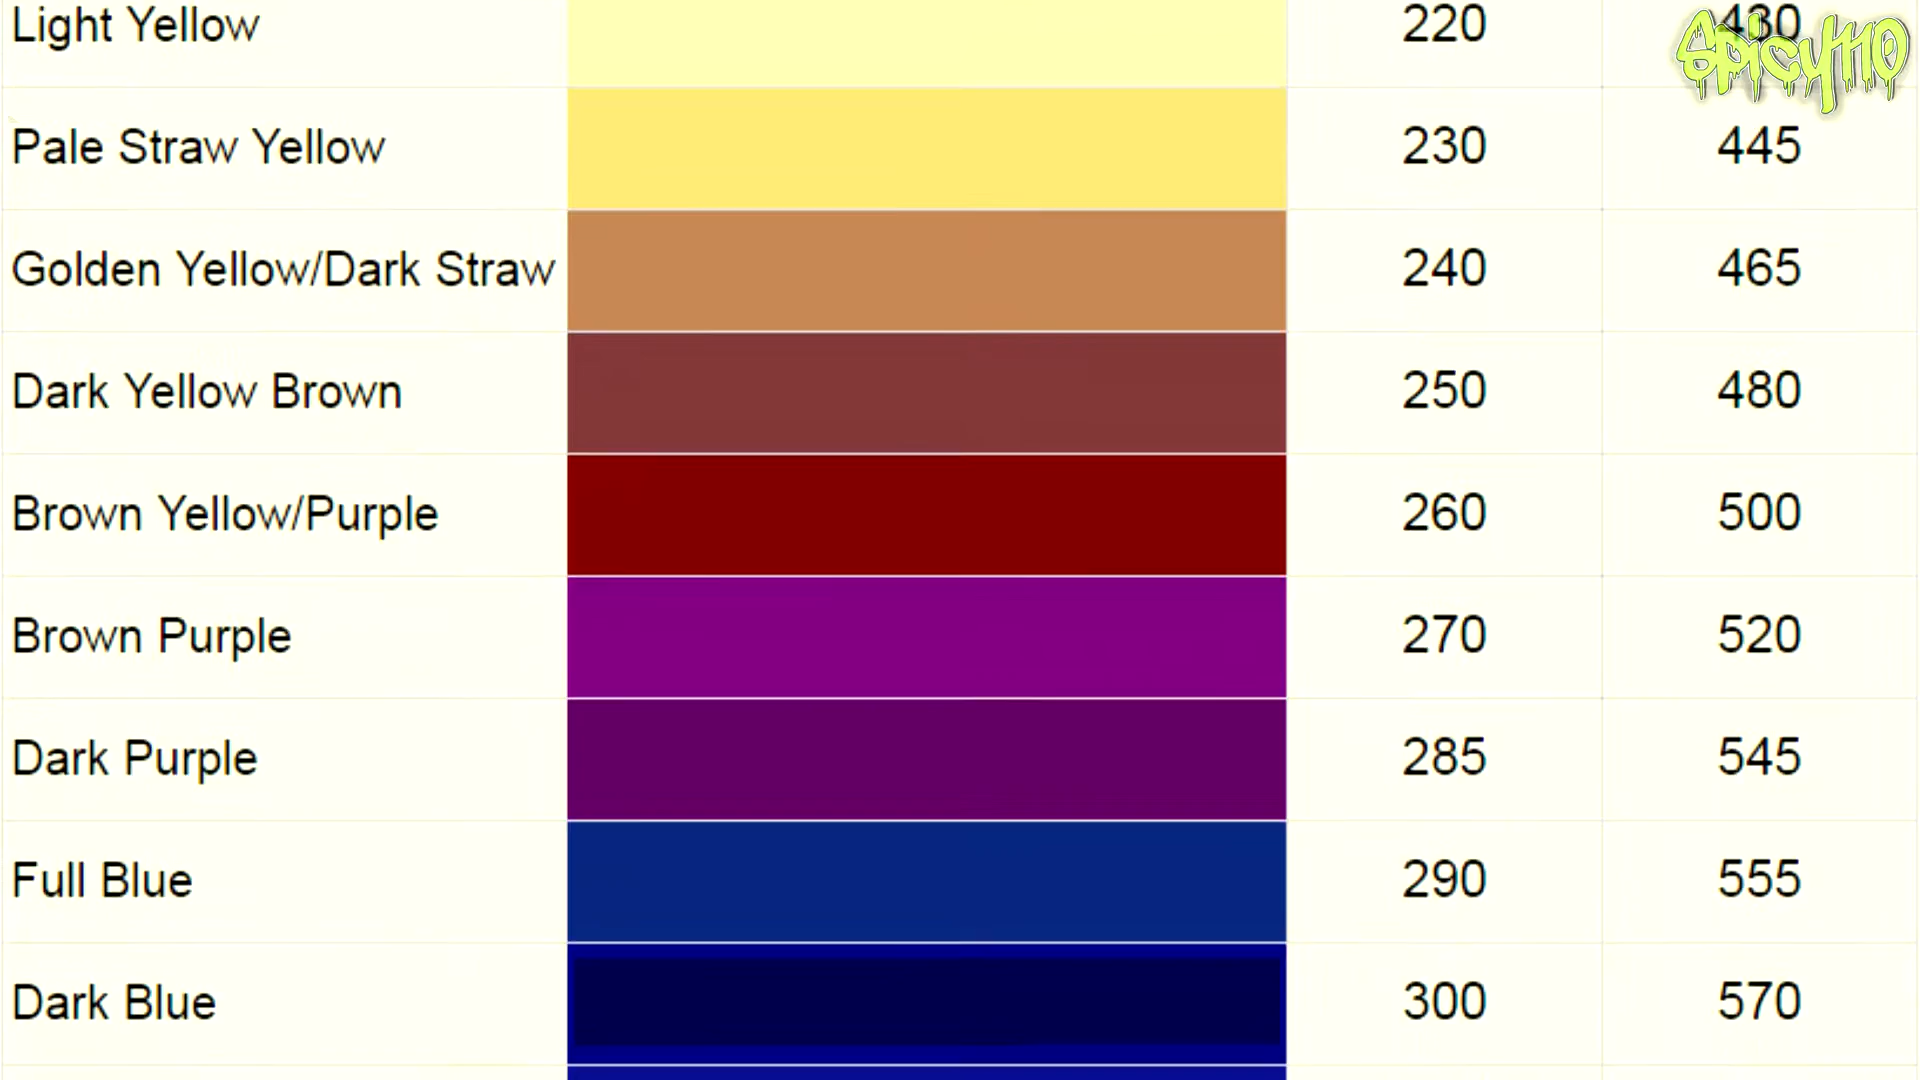 Light Yellow 220 430
Spicy110
Pale Straw Yellow 230 445
Golden Yellow/Dark Straw 240 465
Dark Yellow Brown 250 480
Brown Yellow/Purple 260 500
Brown Purple 270 520
Dark Purple 285 545
Full Blue 290 555
Dark Blue 300 570